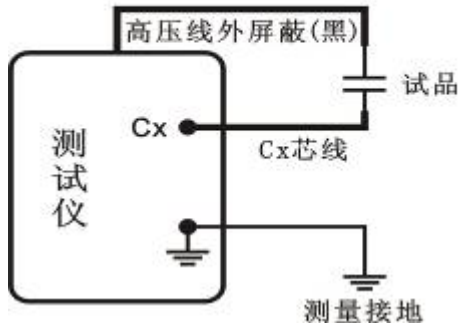 高压线外屏蔽(黑)
试品
Cx
Cx芯线
测试仪
测量接地